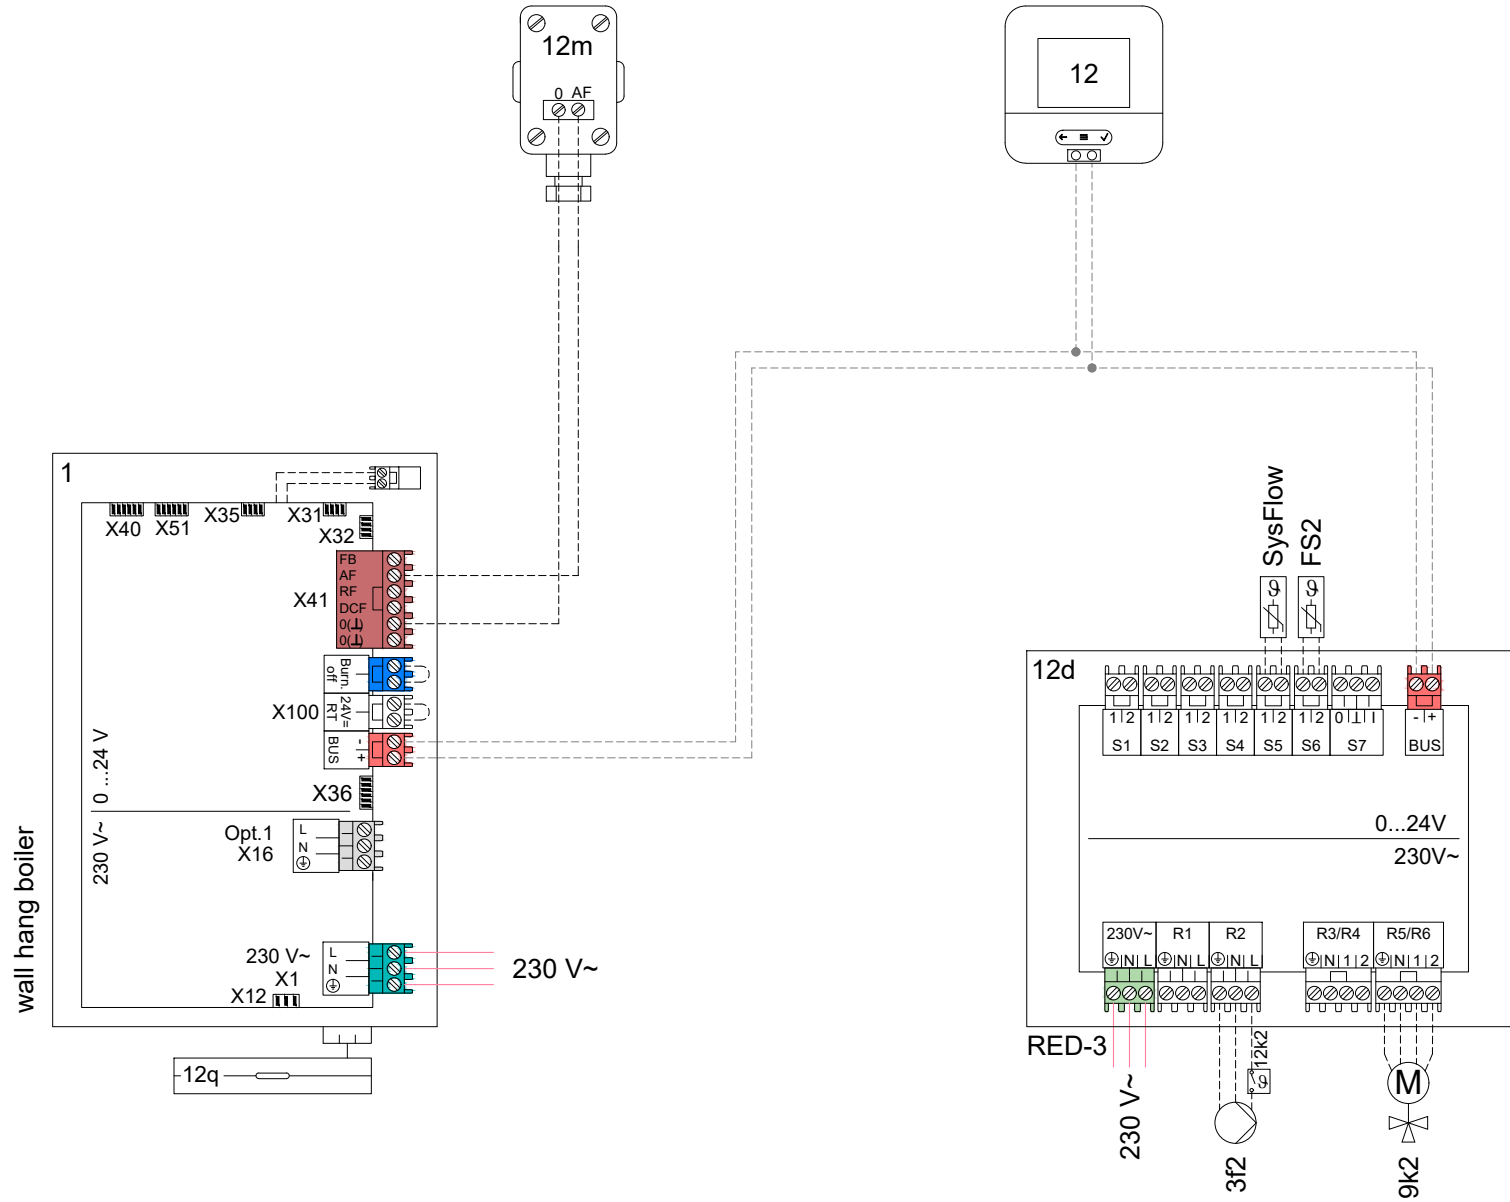 12m
0 AF
12
1
X40
X51
X35
X31
X32
X41
FB
AF
RF
DCF
0(⊥)
0(⊥)
Burn.
off
X100
24V=
RT
BUS
-
+
X36
0 ...24 V
230 V~
Opt.1
X16
L
N
230 V~
X1
L
N
230 V~
X12
12q
wall hang boiler
SysFlow
FS2
12d
1|2
1|2
1|2
1|2
1|2
1|2
0|⊥|I
-|+
S1
S2
S3
S4
S5
S6
S7
BUS
0...24V
230V~
230V~
R1
R2
R3/R4
R5/R6
|N|L
|N|L
|N|L
|N|1|2
|N|1|2
RED-3
230 V~
12k2
ϑ
3f2
M
9k2